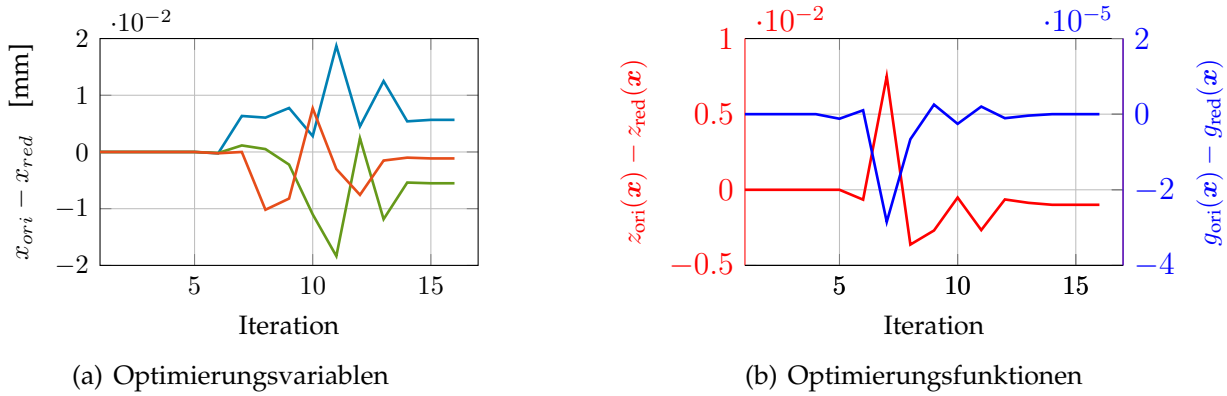 ·10⁻²
2
1
0
−1
−2
x_ori − x_red [mm]
5 10 15
Iteration
(a) Optimierungsvariablen
·10⁻²
1
0.5
0
−0.5
z_ori(x) − z_red(x)
·10⁻⁵
2
0
−2
−4
g_ori(x) − g_red(x)
5 10 15
Iteration
(b) Optimierungsfunktionen